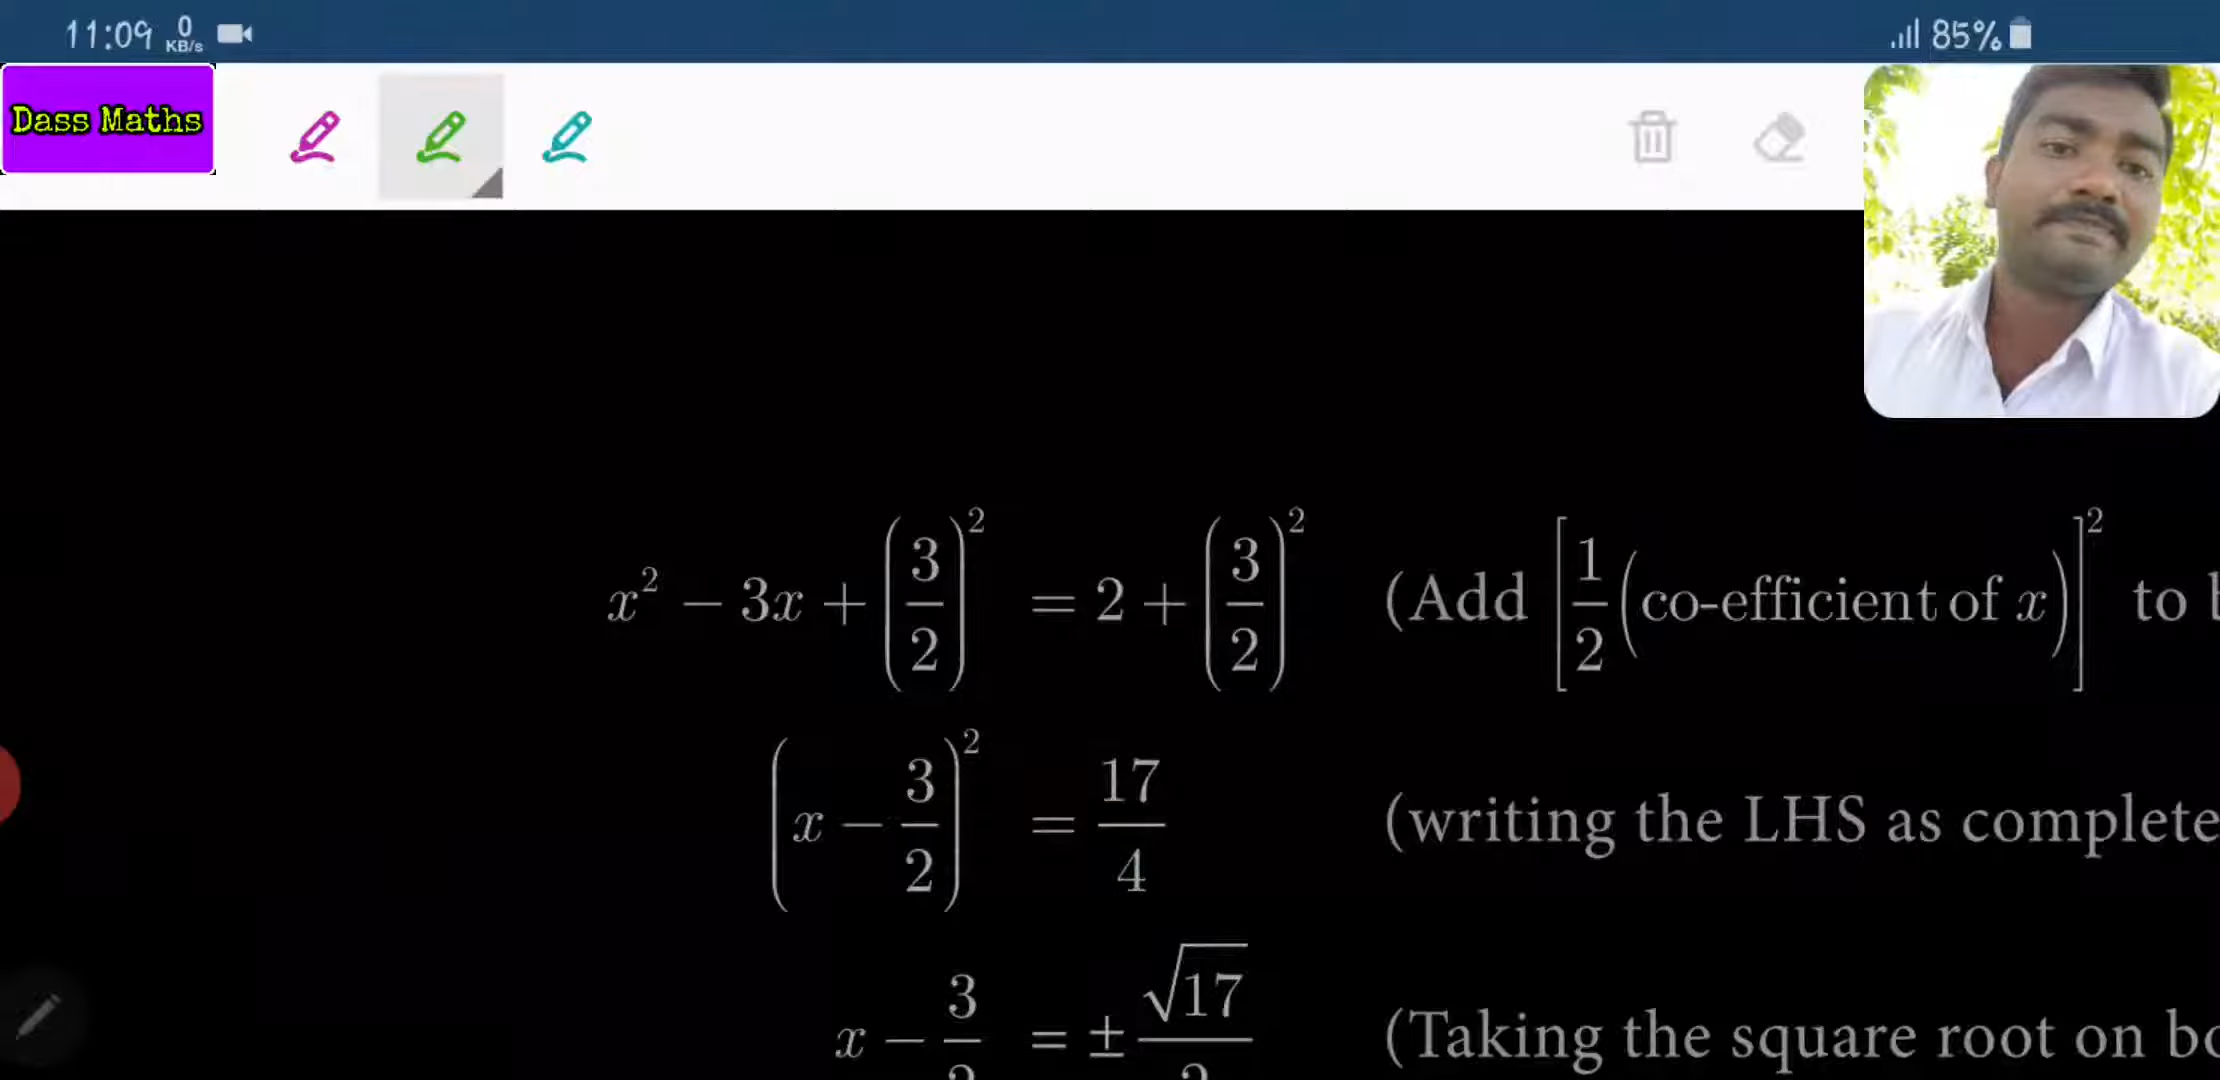 11:09 0 KB/s 85%
Dass Maths
x² − 3x + (3/2)² = 2 + (3/2)² (Add [1/2(co-efficient of x)]² to
(x − 3/2)² = 17/4 (writing the LHS as complete
x − 3/2 = ± √17/2 (Taking the square root on